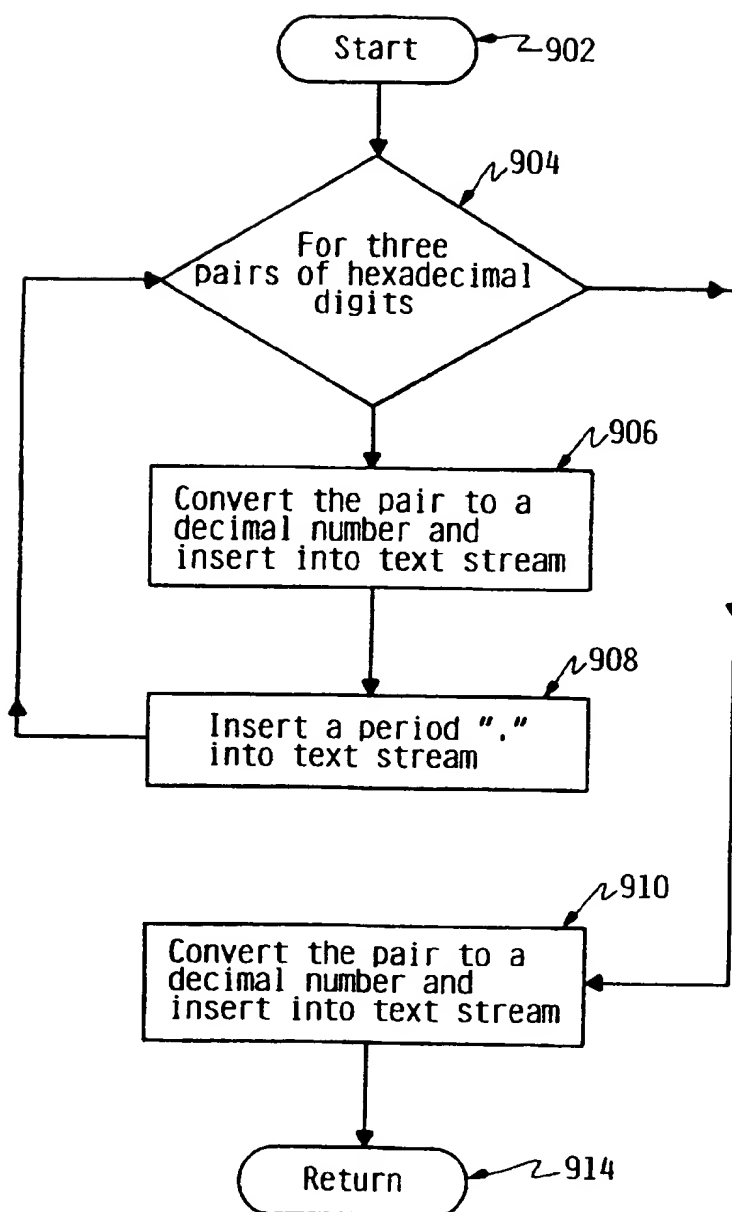 Start
902
904
For three
pairs of hexadecimal
digits
906
Convert the pair to a
decimal number and
insert into text stream
908
Insert a period "."
into text stream
910
Convert the pair to a
decimal number and
insert into text stream
Return
914